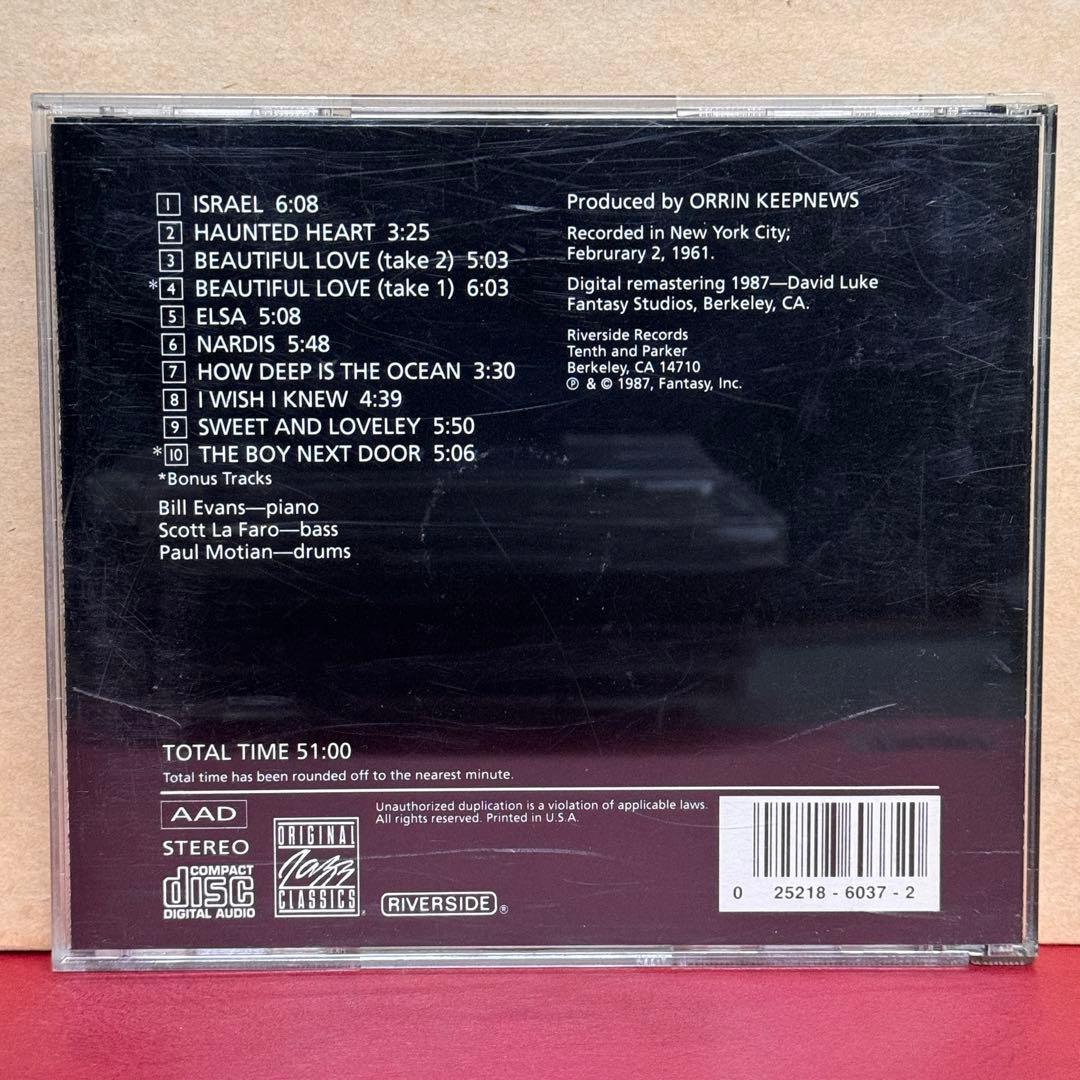 1 ISRAEL 6:08
2 HAUNTED HEART 3:25
3 BEAUTIFUL LOVE (take 2) 5:03
*4 BEAUTIFUL LOVE (take 1) 6:03
5 ELSA 5:08
6 NARDIS 5:48
7 HOW DEEP IS THE OCEAN 3:30
8 I WISH I KNEW 4:39
9 SWEET AND LOVELEY 5:50
*10 THE BOY NEXT DOOR 5:06
*Bonus Tracks
Bill Evans—piano
Scott La Faro—bass
Paul Motian—drums
Produced by ORRIN KEEPNEWS
Recorded in New York City;
Februrary 2, 1961.
Digital remastering 1987—David Luke
Fantasy Studios, Berkeley, CA.
Riverside Records
Tenth and Parker
Berkeley, CA 14710
℗ & © 1987, Fantasy, Inc.
TOTAL TIME 51:00
Total time has been rounded off to the nearest minute.
AAD
STEREO
COMPACT
disc
DIGITAL AUDIO
ORIGINAL
Jazz
CLASSICS®
Unauthorized duplication is a violation of applicable laws.
All rights reserved. Printed in U.S.A.
RIVERSIDE®
0 25218 - 6037 - 2